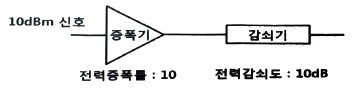 10dBm 신호
증폭기
감쇠기
전력증폭률 : 10
전력감쇠도 : 10dB